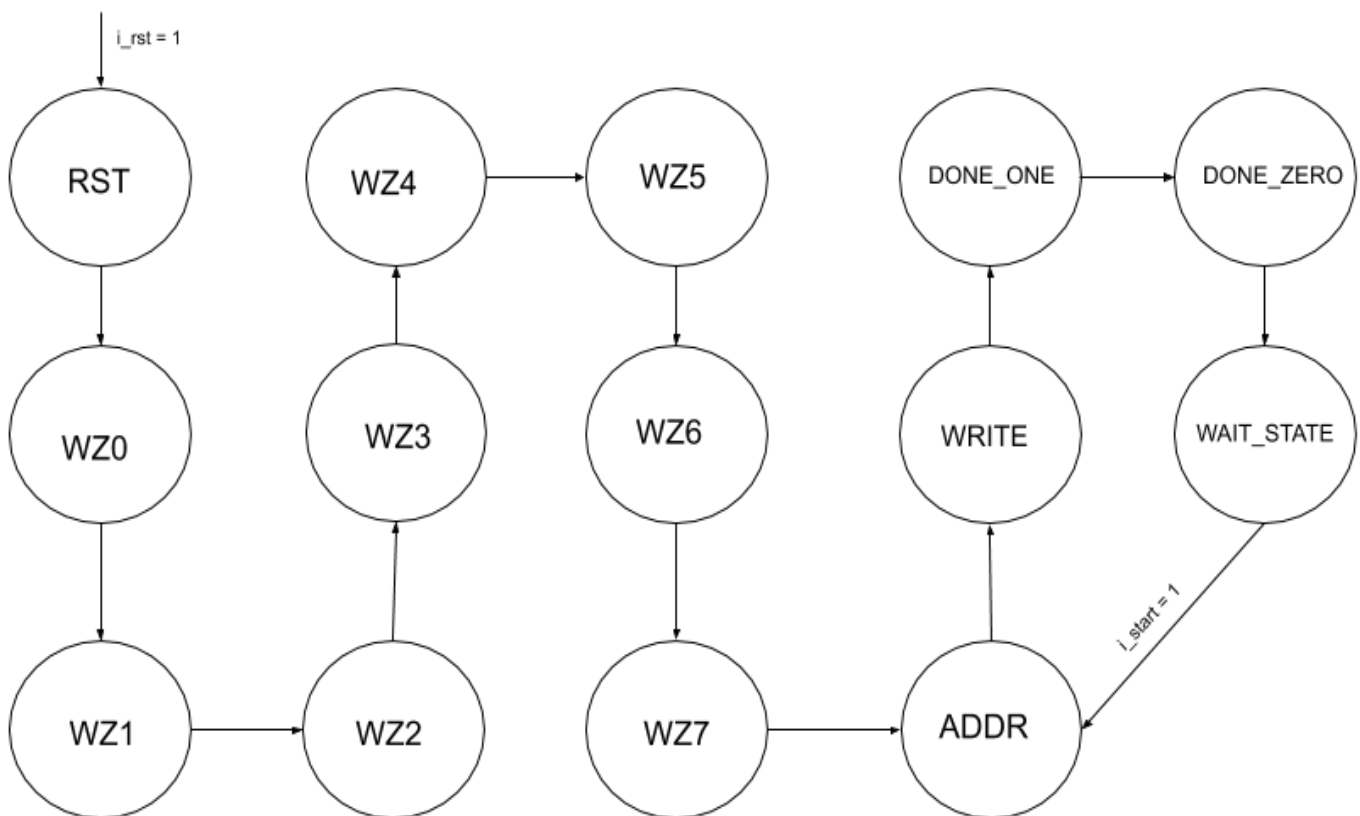 i_rst = 1
RST
WZ0
WZ1
WZ2
WZ3
WZ4
WZ5
WZ6
WZ7
ADDR
WRITE
DONE_ONE
DONE_ZERO
WAIT_STATE
i_start = 1